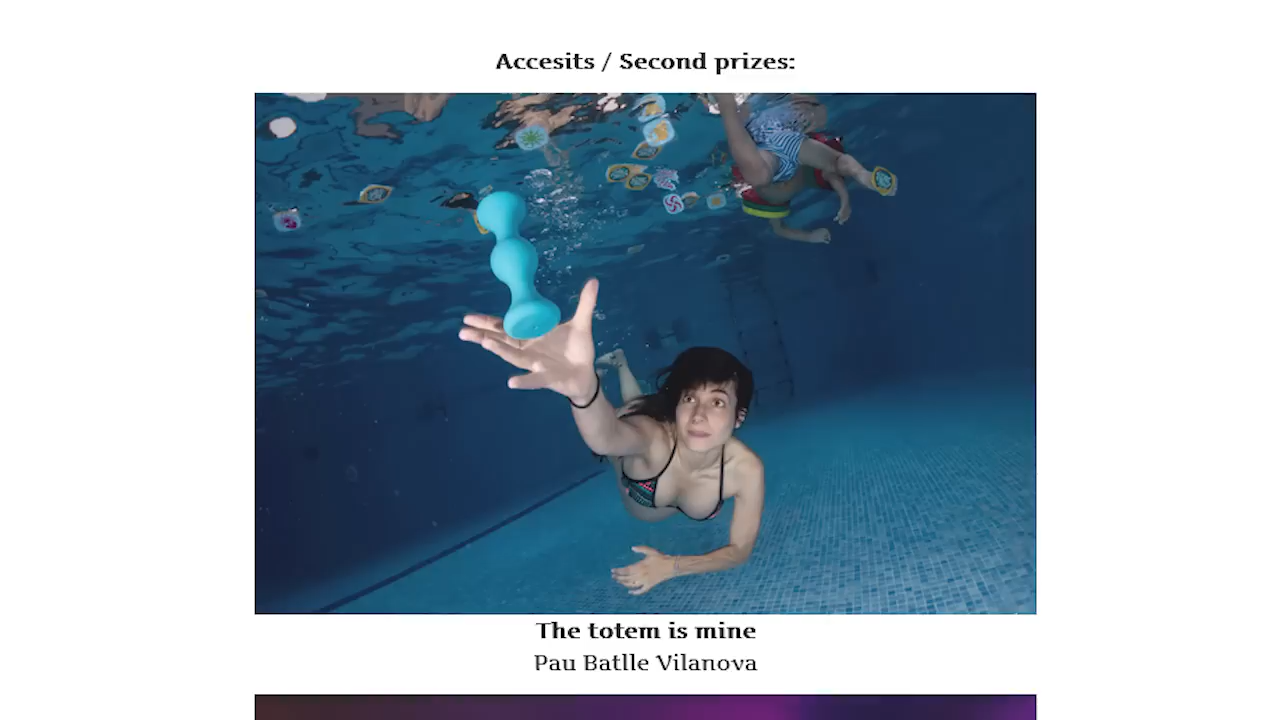 Accesits / Second prizes:
The totem is mine
Pau Batlle Vilanova